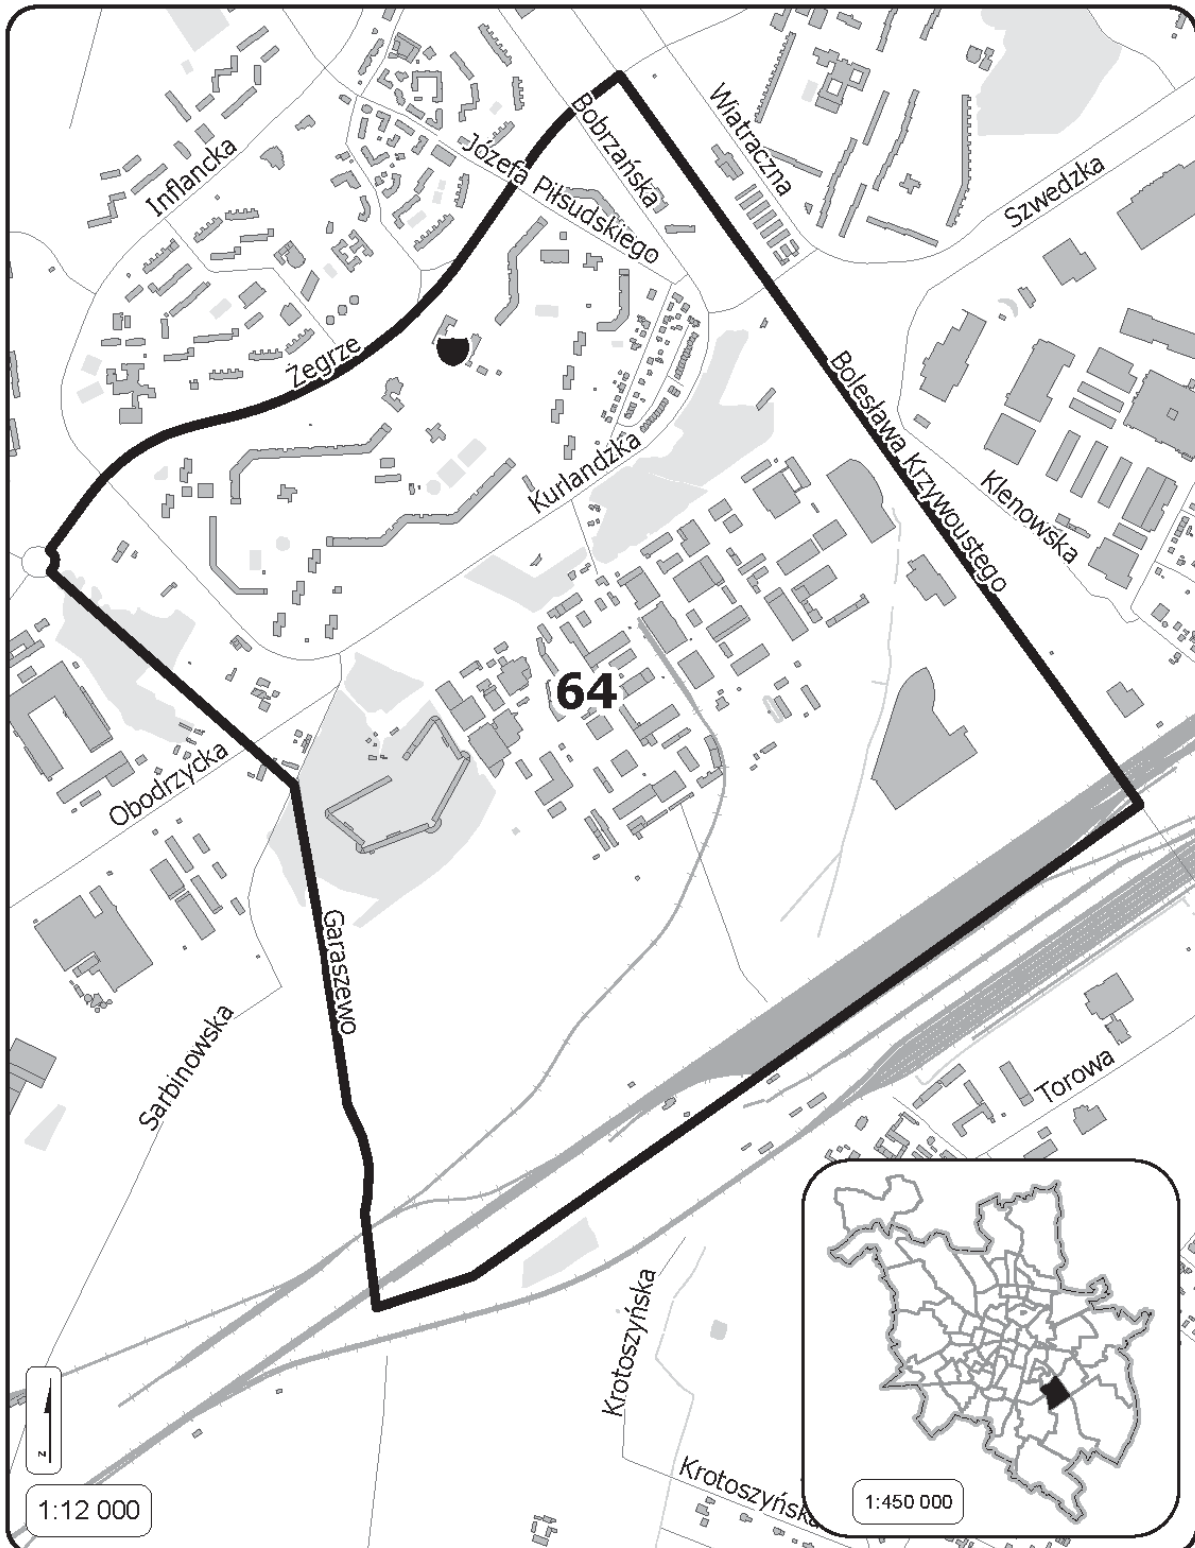 Bobrzańska
Wiatraczna
Inflancka
Józefa Piłsudskiego
Szwedzka
Żegrze
Bolesława Krzywoustego
Kurlandzka
Klenowska
64
Obodrzycka
Garaszewo
Sarbinowska
Torowa
Krotoszyńska
Krotoszyńska
z
1:12 000
1:450 000